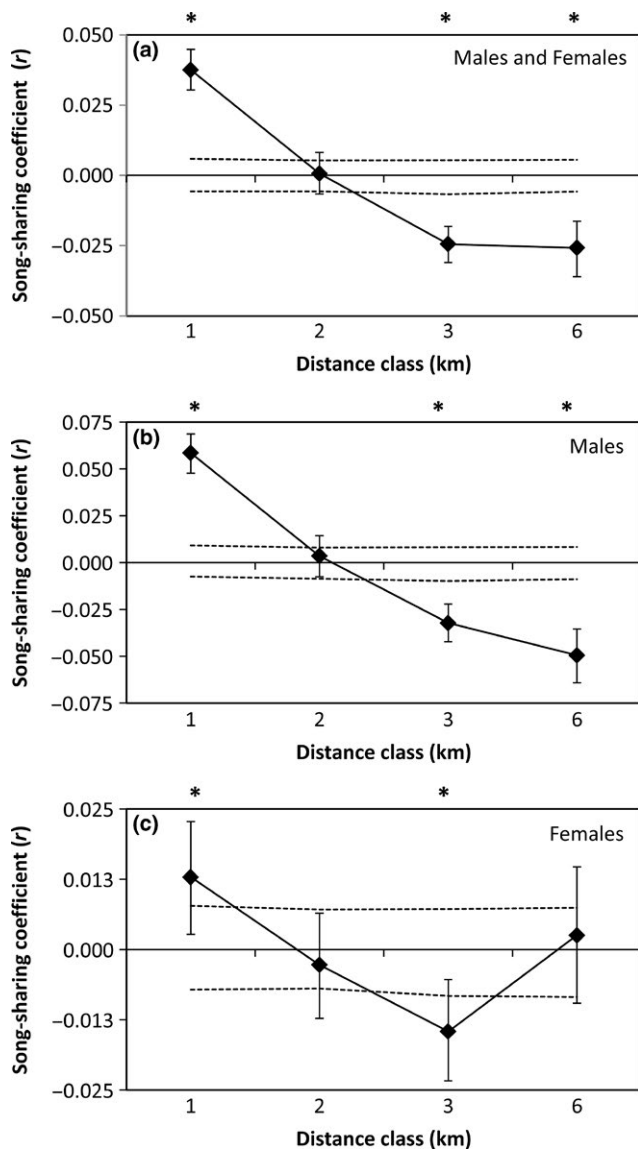 * * *
(a) Males and Females
Song-sharing coefficient (r)
0.050
0.025
0.000
−0.025
−0.050
1 2 3 6
Distance class (km)
* * *
(b) Males
Song-sharing coefficient (r)
0.075
0.050
0.025
0.000
−0.025
−0.050
−0.075
1 2 3 6
Distance class (km)
* *
(c) Females
Song-sharing coefficient (r)
0.025
0.013
0.000
−0.013
−0.025
1 2 3 6
Distance class (km)